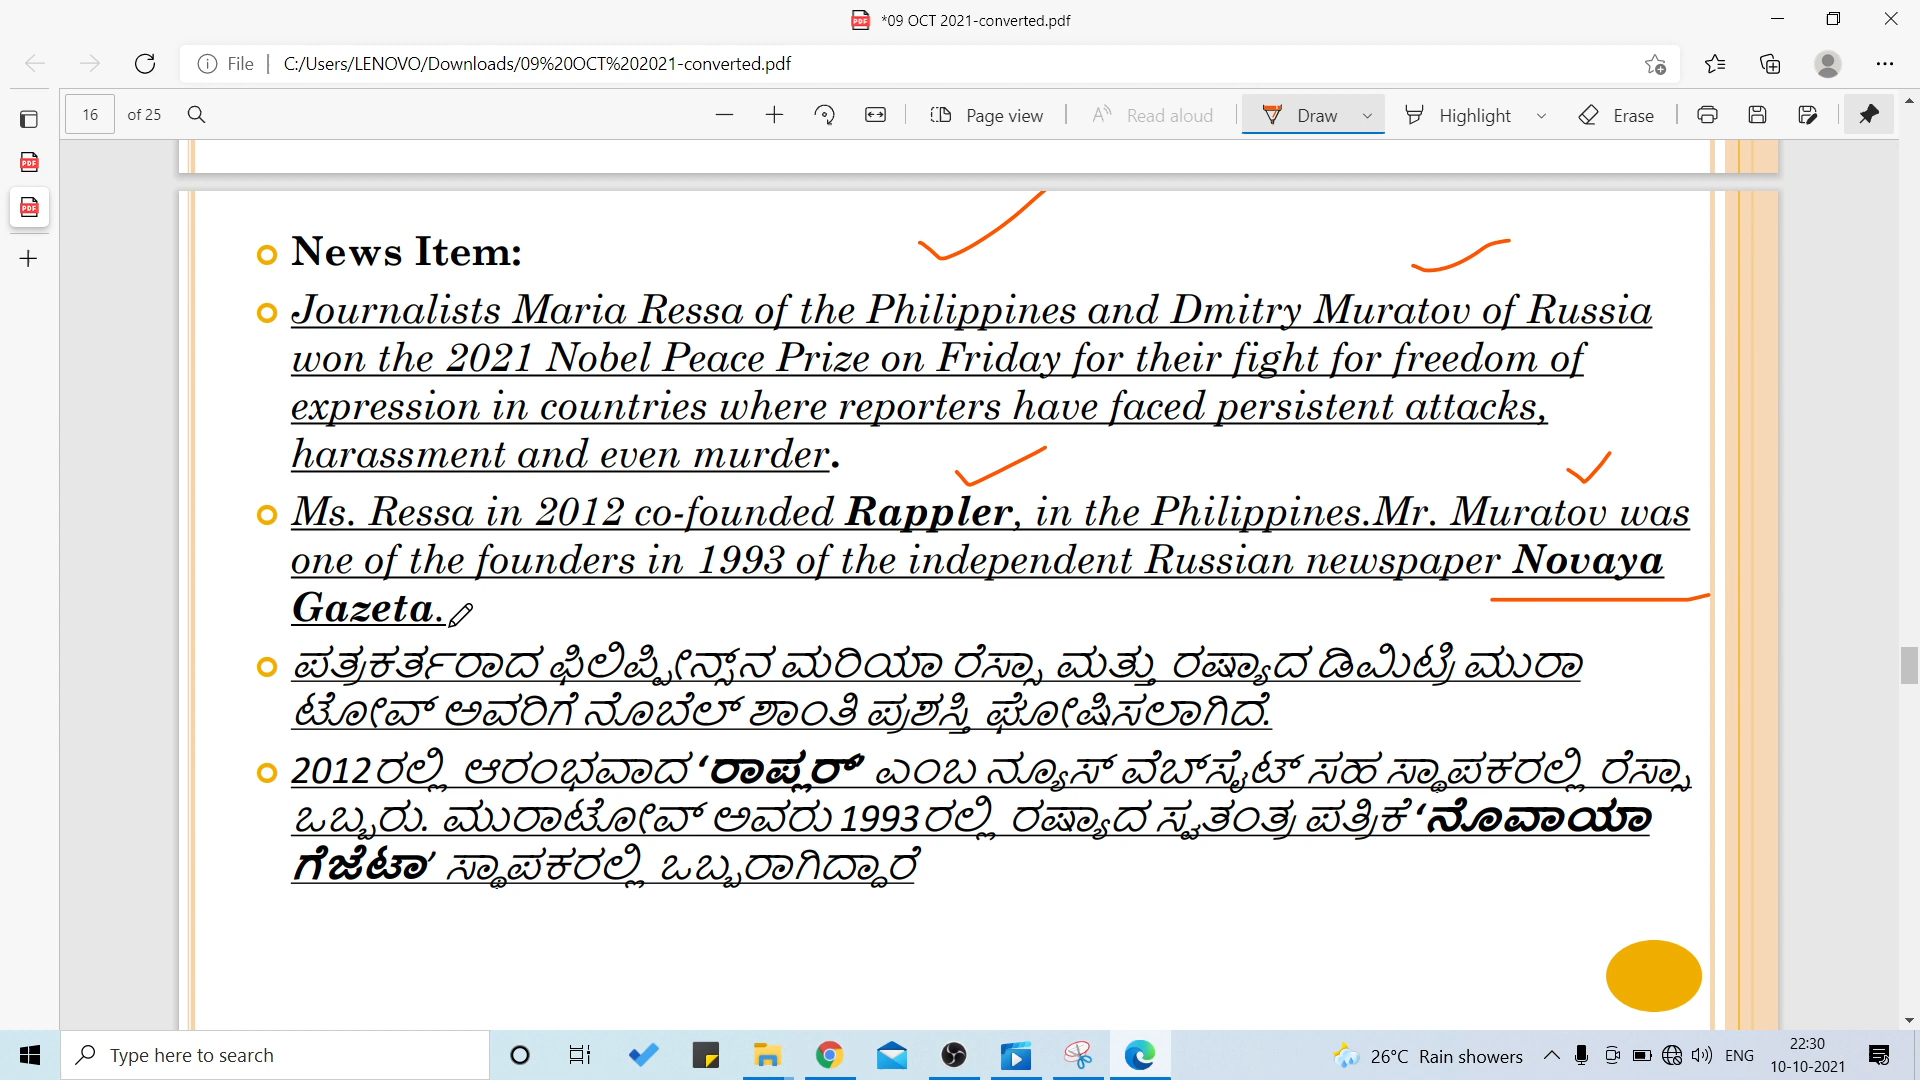 *09 OCT 2021-converted.pdf
File
C:/Users/LENOVO/Downloads/09%20OCT%202021-converted.pdf
16 of 25
Page view
Read aloud
Draw
Highlight
Erase
News Item:
Journalists Maria Ressa of the Philippines and Dmitry Muratov of Russia
won the 2021 Nobel Peace Prize on Friday for their fight for freedom of
expression in countries where reporters have faced persistent attacks,
harassment and even murder.
Ms. Ressa in 2012 co-founded Rappler, in the Philippines.Mr. Muratov was
one of the founders in 1993 of the independent Russian newspaper Novaya
Gazeta.
ಪತ್ರಕರ್ತರಾದ ಫಿಲಿಪ್ಪೀನ್ಸ್‌ನ ಮರಿಯಾ ರೆಸ್ಸಾ ಮತ್ತು ರಷ್ಯಾದ ಡಿಮಿಟ್ರಿ ಮುರಾ
ಟೋವ್ ಅವರಿಗೆ ನೊಬೆಲ್ ಶಾಂತಿ ಪ್ರಶಸ್ತಿ ಘೋಷಿಸಲಾಗಿದೆ.
2012ರಲ್ಲಿ ಆರಂಭವಾದ ‘ರಾಪ್ಲರ್’ ಎಂಬ ನ್ಯೂಸ್ ವೆಬ್‌ಸೈಟ್ ಸಹ ಸ್ಥಾಪಕರಲ್ಲಿ ರೆಸ್ಸಾ
ಒಬ್ಬರು. ಮುರಾಟೋವ್ ಅವರು 1993ರಲ್ಲಿ ರಷ್ಯಾದ ಸ್ವತಂತ್ರ ಪತ್ರಿಕೆ ‘ನೊವಾಯಾ
ಗೆಜೆಟಾ’ ಸ್ಥಾಪಕರಲ್ಲಿ ಒಬ್ಬರಾಗಿದ್ದಾರೆ
Type here to search
26°C Rain showers
ENG
22:30
10-10-2021